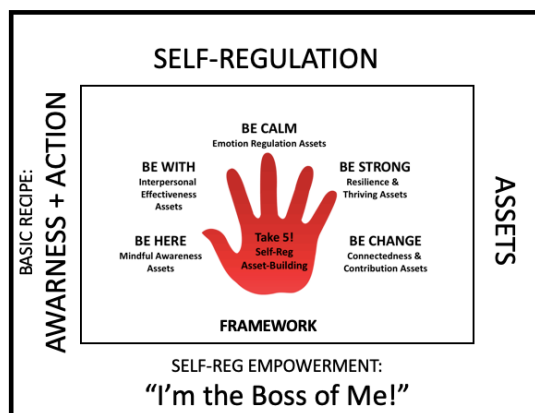 SELF-REGULATION
BASIC RECIPE:
AWARNESS + ACTION
BE CALM
Emotion Regulation Assets
BE WITH
Interpersonal
Effectiveness
Assets
BE STRONG
Resilience &
Thriving Assets
BE HERE
Mindful Awareness
Assets
Take 5!
Self-Reg
Asset-Building
BE CHANGE
Connectedness &
Contribution Assets
FRAMEWORK
ASSETS
SELF-REG EMPOWERMENT:
“I’m the Boss of Me!”